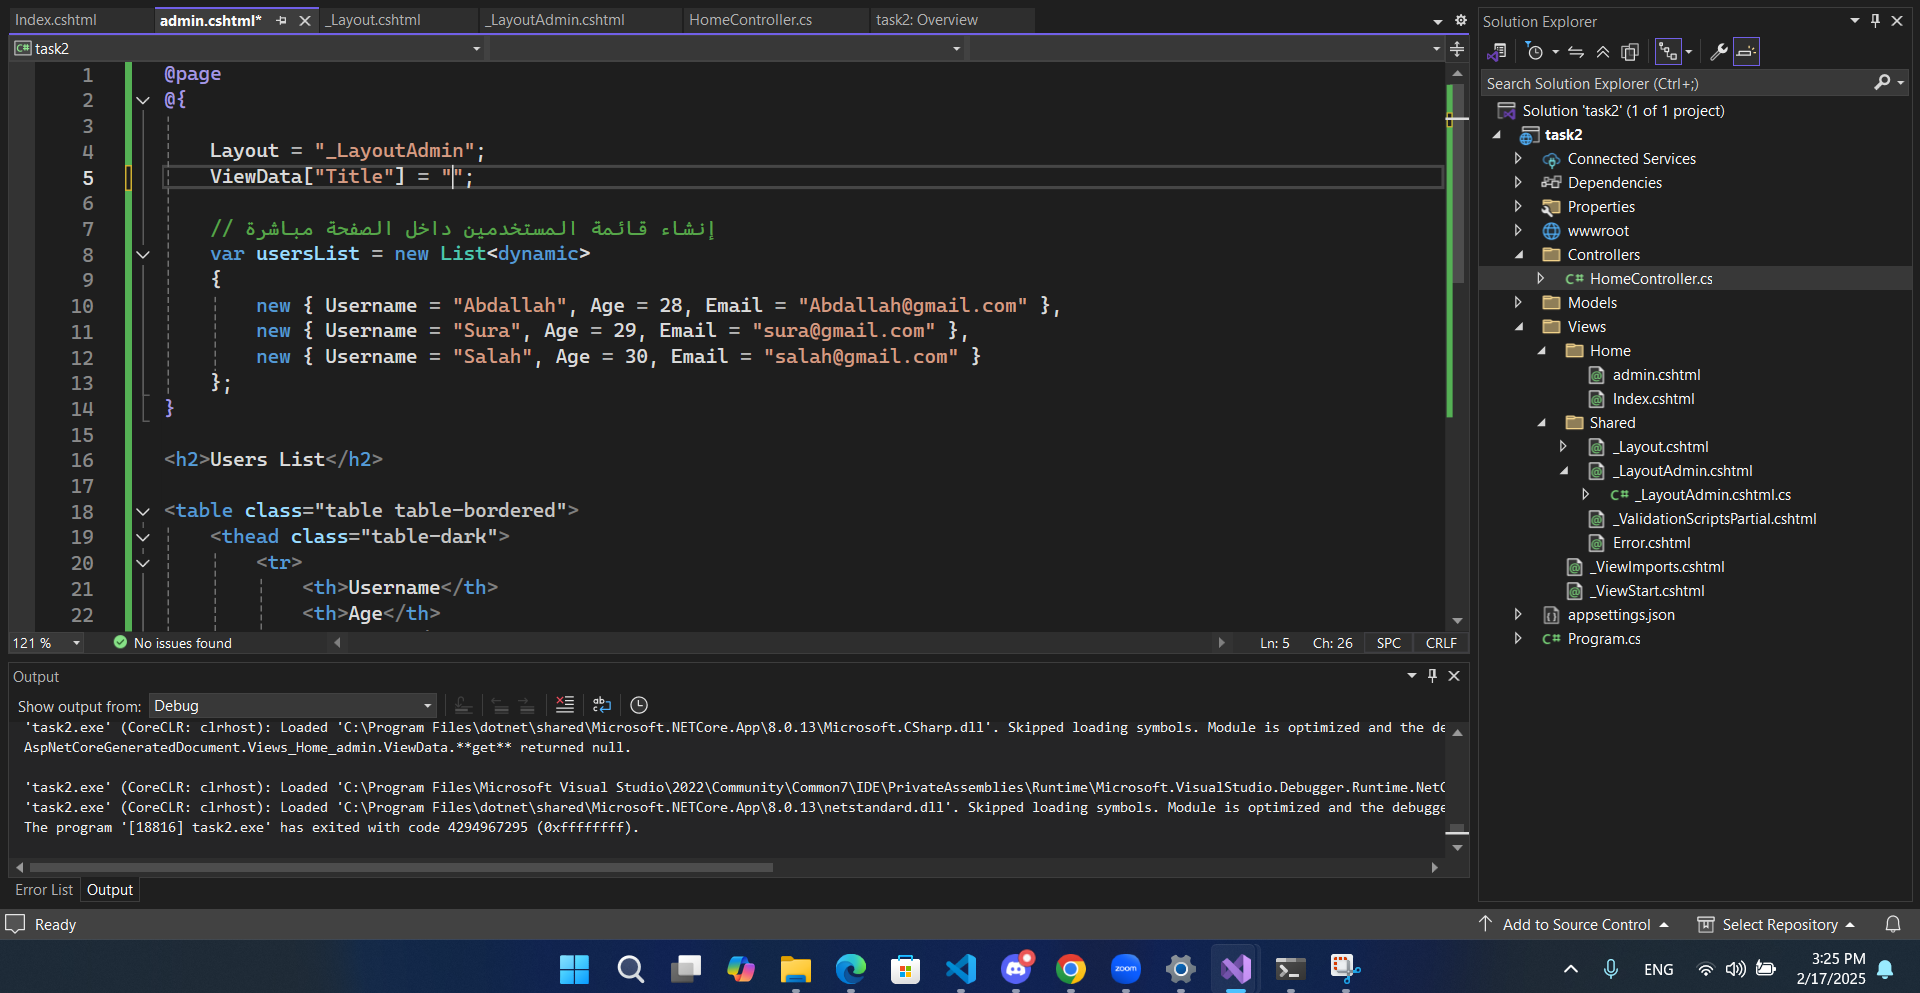 Index.cshtml admin.cshtml* _Layout.cshtml _LayoutAdmin.cshtml HomeController.cs task2: Overview
task2
1 @page
2 @{
3
4 Layout = "_LayoutAdmin";
5 ViewData["Title"] = "";
6
7 // إنشاء قائمة المستخدمين داخل الصفحة مباشرة
8 var usersList = new List<dynamic>
9 {
10 new { Username = "Abdallah", Age = 28, Email = "Abdallah@gmail.com" },
11 new { Username = "Sura", Age = 29, Email = "sura@gmail.com" },
12 new { Username = "Salah", Age = 30, Email = "salah@gmail.com" }
13 };
14 }
15
16 <h2>Users List</h2>
17
18 <table class="table table-bordered">
19 <thead class="table-dark">
20 <tr>
21 <th>Username</th>
22 <th>Age</th>
121 % No issues found Ln: 5 Ch: 26 SPC CRLF
Output
Show output from: Debug
'task2.exe' (CoreCLR: clrhost): Loaded 'C:\Program Files\dotnet\shared\Microsoft.NETCore.App\8.0.13\Microsoft.CSharp.dll'. Skipped loading symbols. Module is optimized and the de
AspNetCoreGeneratedDocument.Views_Home_admin.ViewData.**get** returned null.
'task2.exe' (CoreCLR: clrhost): Loaded 'C:\Program Files\Microsoft Visual Studio\2022\Community\Common7\IDE\PrivateAssemblies\Runtime\Microsoft.VisualStudio.Debugger.Runtime.NetC
'task2.exe' (CoreCLR: clrhost): Loaded 'C:\Program Files\dotnet\shared\Microsoft.NETCore.App\8.0.13\netstandard.dll'. Skipped loading symbols. Module is optimized and the debugge
The program '[18816] task2.exe' has exited with code 4294967295 (0xffffffff).
Error List Output
Solution Explorer
Search Solution Explorer (Ctrl+;)
Solution 'task2' (1 of 1 project)
task2
Connected Services
Dependencies
Properties
wwwroot
Controllers
C# HomeController.cs
Models
Views
Home
admin.cshtml
Index.cshtml
Shared
_Layout.cshtml
_LayoutAdmin.cshtml
C# _LayoutAdmin.cshtml.cs
_ValidationScriptsPartial.cshtml
Error.cshtml
_ViewImports.cshtml
_ViewStart.cshtml
appsettings.json
C# Program.cs
Ready Add to Source Control Select Repository
zoom ENG 3:25 PM
2/17/2025